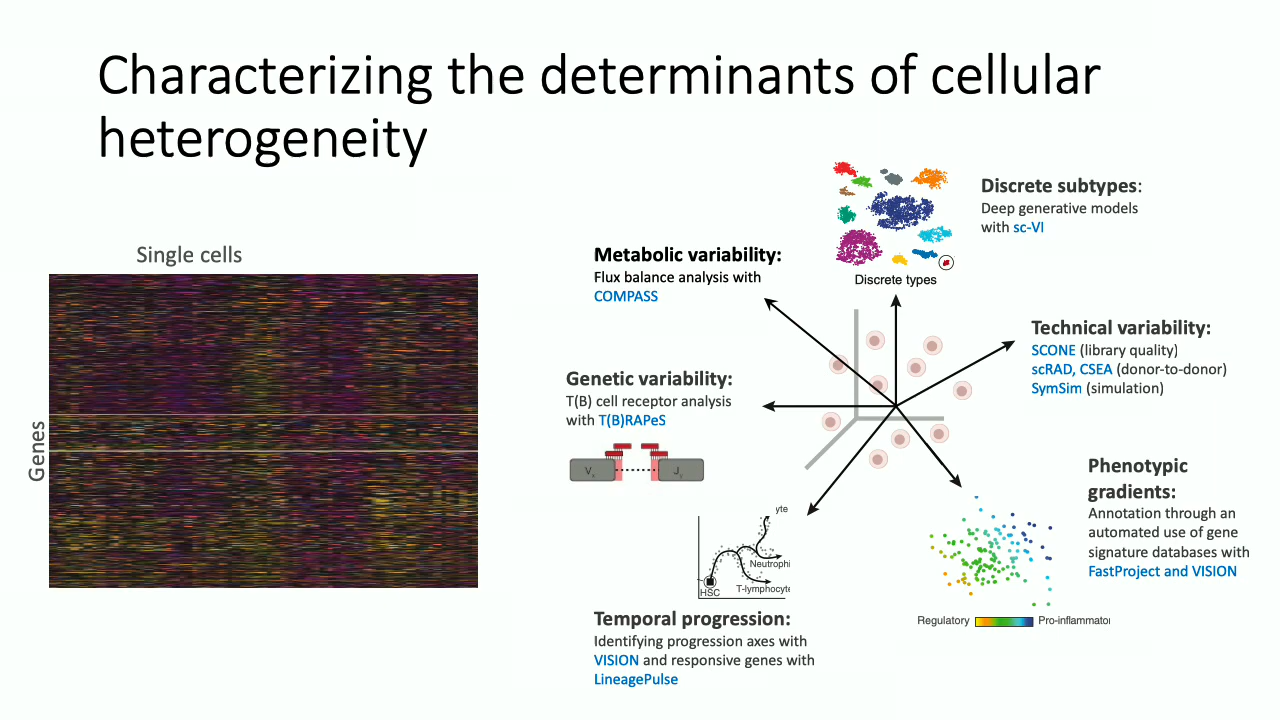 Characterizing the determinants of cellular
heterogeneity
Single cells
Genes
Discrete subtypes:
Deep generative models
with sc-VI
Discrete types
Metabolic variability:
Flux balance analysis with
COMPASS
Technical variability:
SCONE (library quality)
scRAD, CSEA (donor-to-donor)
SymSim (simulation)
Genetic variability:
T(B) cell receptor analysis
with T(B)RAPeS
V
J
Phenotypic
gradients:
Annotation through an
automated use of gene
signature databases with
FastProject and VISION
Regulatory
Pro-inflammator
yte
Neutrophi
T-lymphocyte
HSC
Temporal progression:
Identifying progression axes with
VISION and responsive genes with
LineagePulse